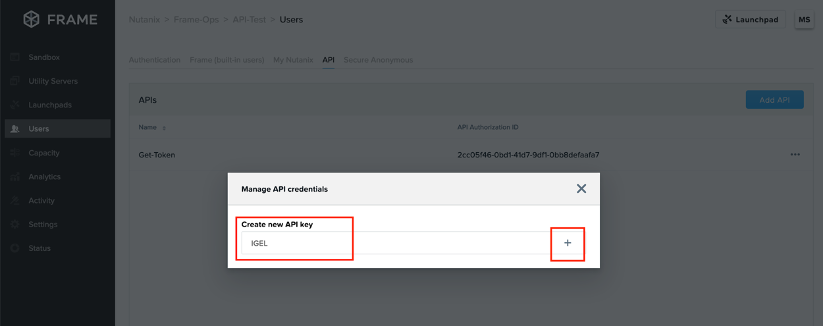 FRAME
Nutanix > Frame-Ops > API-Test > Users
Launchpad
MS
Sandbox
Utility Servers
Launchpads
Users
Capacity
Analytics
Activity
Settings
Status
Authentication Frame (built-in users) My Nutanix API Secure Anonymous
APIs
Add API
Name ↑ API Authorization ID
Get-Token 2cc05f46-0bd1-41d7-9df1-0bb8defaafa7 ...
Manage API credentials
Create new API key
IGEL +